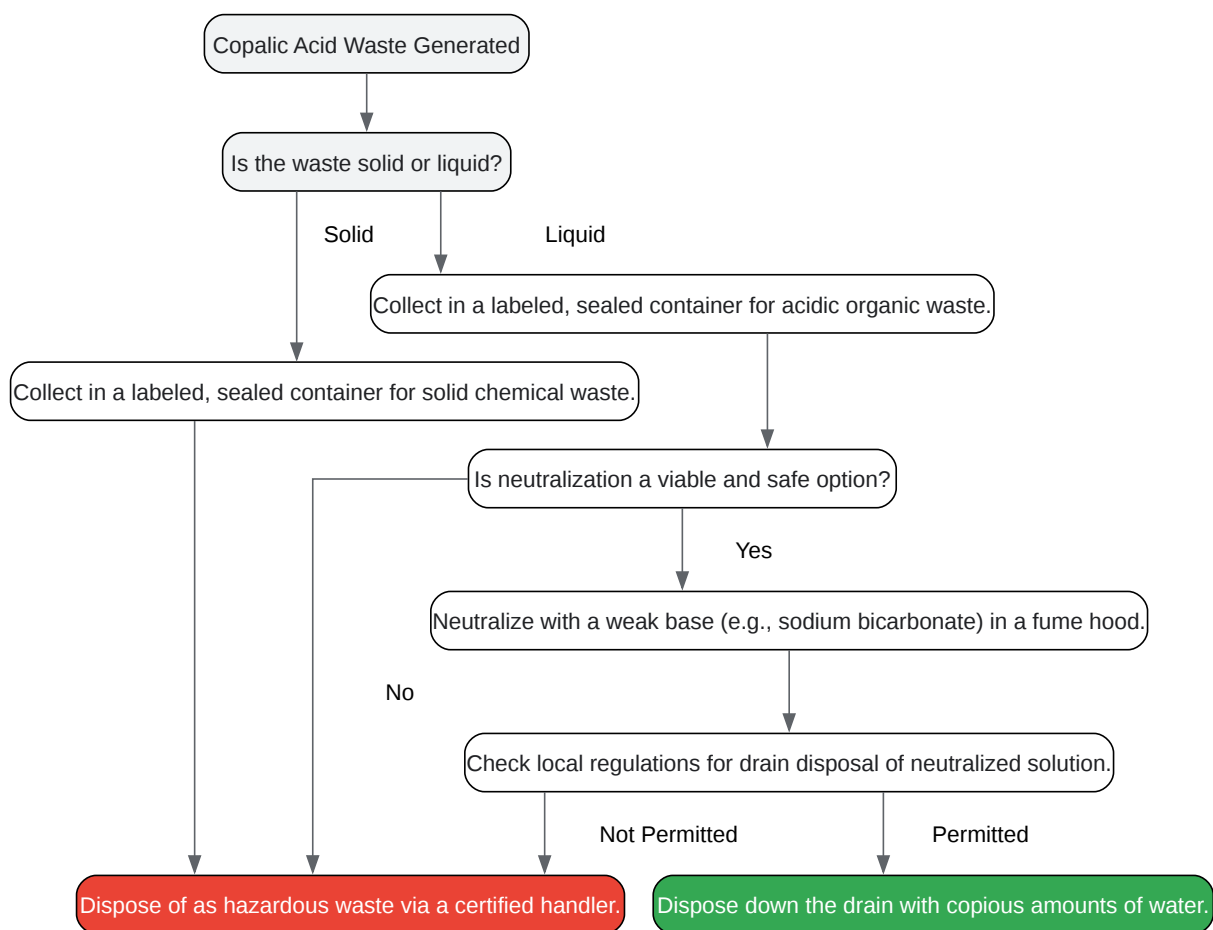 Copalic Acid Waste Generated
Is the waste solid or liquid?
Solid
Liquid
Collect in a labeled, sealed container for acidic organic waste.
Collect in a labeled, sealed container for solid chemical waste.
Is neutralization a viable and safe option?
Yes
Neutralize with a weak base (e.g., sodium bicarbonate) in a fume hood.
No
Check local regulations for drain disposal of neutralized solution.
Not Permitted
Permitted
Dispose of as hazardous waste via a certified handler.
Dispose down the drain with copious amounts of water.